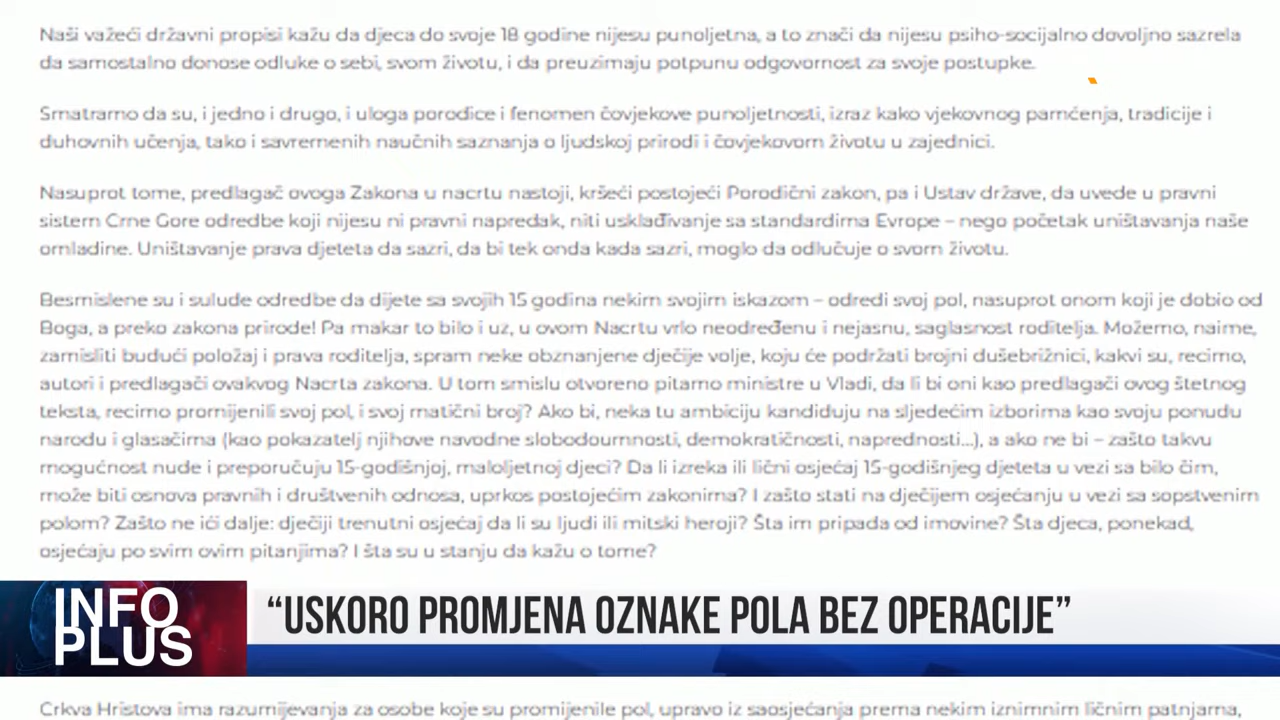 Naši važeći državni propisi kažu da djeca do svoje 18 godine nijesu punoljetna, a to znači da nijesu psiho-socijalno dovoljno sazrela
da samostalno donose odluke o sebi, svom životu, i da preuzimaju potpunu odgovornost za svoje postupke.
Smatramo da su, i jedno i drugo, i uloga porodice i fenomen čovjekove punoljetnosti, izraz kako vjekovnog pamćenja, tradicije i
duhovnih učenja, tako i savremenih naučnih saznanja o ljudskoj prirodi i čovjekovom životu u zajednici.
Nasuprot tome, predlagač ovoga Zakona u nacrtu nastoji, kršeći postojeći Porodični zakon, pa i Ustav države, da uvede u pravni
sistem Crne Gore odredbe koji nijesu ni pravni napredak, niti usklađivanje sa standardima Evrope – nego početak uništavanja naše
omladine. Uništavanje prava djeteta da sazri, da bi tek onda kada sazri, moglo da odlučuje o svom životu.
Besmislene su i sulude odredbe da dijete sa svojih 15 godina nekim svojim iskazom – odredi svoj pol, nasuprot onom koji je dobio od
Boga, a preko zakona prirode! Pa makar to bilo i uz, u ovom Nacrtu vrlo neodređenu i nejasnu, saglasnost roditelja. Možemo, naime,
zamisliti budući položaj i prava roditelja, spram neke obznanjene dječije volje, koju će podržati brojni dušebrižnici, kakvi su, recimo,
autori i predlagači ovakvog Nacrta zakona. U tom smislu otvoreno pitamo ministre u Vladi, da li bi oni kao predlagači ovog štetnog
teksta, recimo promijenili svoj pol, i svoj matični broj? Ako bi, neka tu ambiciju kandiduju na sljedećim izborima kao svoju ponudu
narodu i glasačima (kao pokazatelj njihove navodne slobodoumnosti, demokratičnosti, naprednosti...), a ako ne bi – zašto takvu
mogućnost nude i preporučuju 15-godišnjoj, maloljetnoj djeci? Da li izreka ili lični osjećaj 15-godišnjeg djeteta u vezi sa bilo čim,
može biti osnova pravnih i društvenih odnosa, uprkos postojećim zakonima? I zašto stati na dječijem osjećanju u vezi sa sopstvenim
polom? Zašto ne ići dalje: dječiji trenutni osjećaj da li su ljudi ili mitski heroji? Šta im pripada od imovine? Šta djeca, ponekad,
osjećaju po svim ovim pitanjima? I šta su u stanju da kažu o tome?
INFO
PLUS
“USKORO PROMJENA OZNAKE POLA BEZ OPERACIJE”
Crkva Hristova ima razumijevanja za osobe koje su promijenile pol, upravo iz saosjećanja prema nekim iznimnim ličnim patnjama,